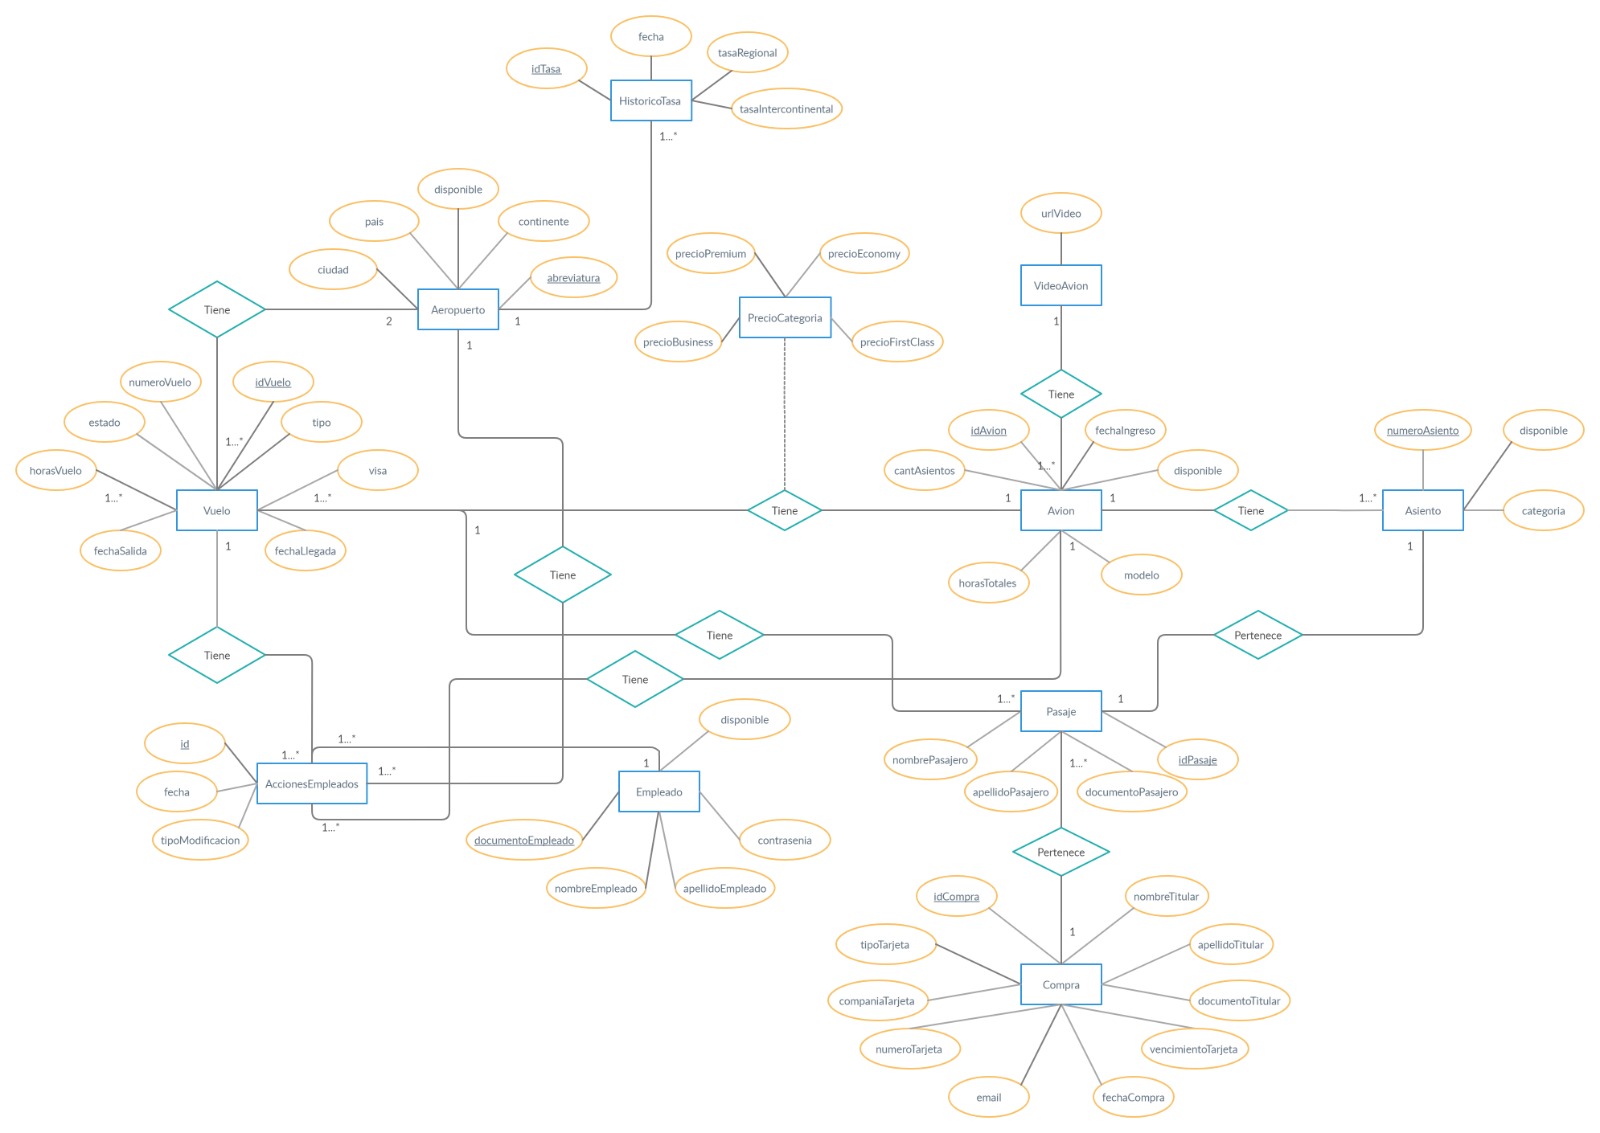 fecha
tasaRegional
idTasa
HistoricoTasa
tasaIntercontinental
1...*
disponible
pais
continente
urlVideo
ciudad
abreviatura
precioPremium
precioEconomy
VideoAvion
Tiene
Aeropuerto
2
1
1
PrecioCategoria
1
precioBusiness
precioFirstClass
numeroVuelo
idVuelo
Tiene
estado
tipo
idAvion
fechaIngreso
numeroAsiento
disponible
1...*
horasVuelo
visa
cantAsientos
1...*
disponible
1...*
1...*
1
1
1...*
Vuelo
Tiene
Avion
Tiene
Asiento
categoria
1
fechaSalida
fechaLlegada
1
1
1
Tiene
horasTotales
modelo
Tiene
Tiene
Pertenece
Tiene
1...*
1
Pasaje
disponible
id
1...*
1...*
nombrePasajero
idPasaje
1
1...*
1...*
AccionesEmpleados
fecha
Empleado
apellidoPasajero
documentoPasajero
1...*
tipoModificacion
documentoEmpleado
contrasenia
Pertenece
nombreEmpleado
apellidoEmpleado
idCompra
nombreTitular
1
tipoTarjeta
apellidoTitular
Compra
companiaTarjeta
documentoTitular
numeroTarjeta
vencimientoTarjeta
email
fechaCompra